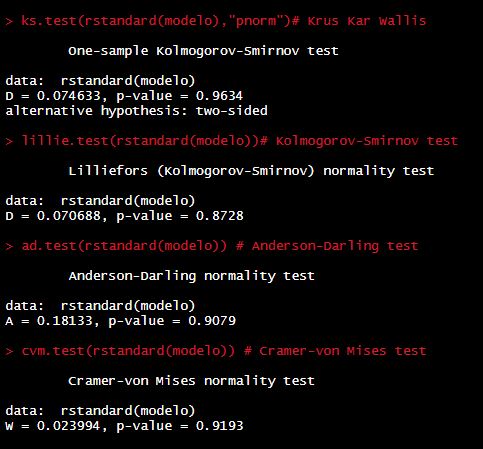 > ks.test(rstandard(modelo),"pnorm")# Krus Kar Wallis
One-sample Kolmogorov-Smirnov test
data: rstandard(modelo)
D = 0.074633, p-value = 0.9634
alternative hypothesis: two-sided
> lillie.test(rstandard(modelo))# Kolmogorov-Smirnov test
Lilliefors (Kolmogorov-Smirnov) normality test
data: rstandard(modelo)
D = 0.070688, p-value = 0.8728
> ad.test(rstandard(modelo)) # Anderson-Darling test
Anderson-Darling normality test
data: rstandard(modelo)
A = 0.18133, p-value = 0.9079
> cvm.test(rstandard(modelo)) # Cramer-von Mises test
Cramer-von Mises normality test
data: rstandard(modelo)
W = 0.023994, p-value = 0.9193